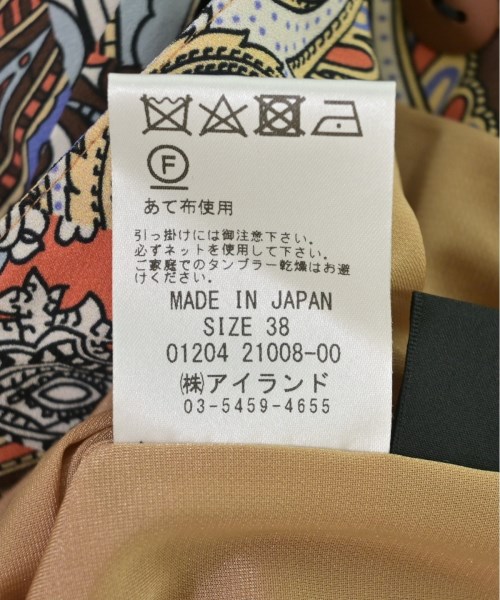 F
あて布使用
引っ掛けには御注意下さい。
必ずネットを使用して下さい。
ご家庭でのタンブラー乾燥はお避
けください。
MADE IN JAPAN
SIZE 38
01204 21008-00
㈱アイランド
03-5459-4655